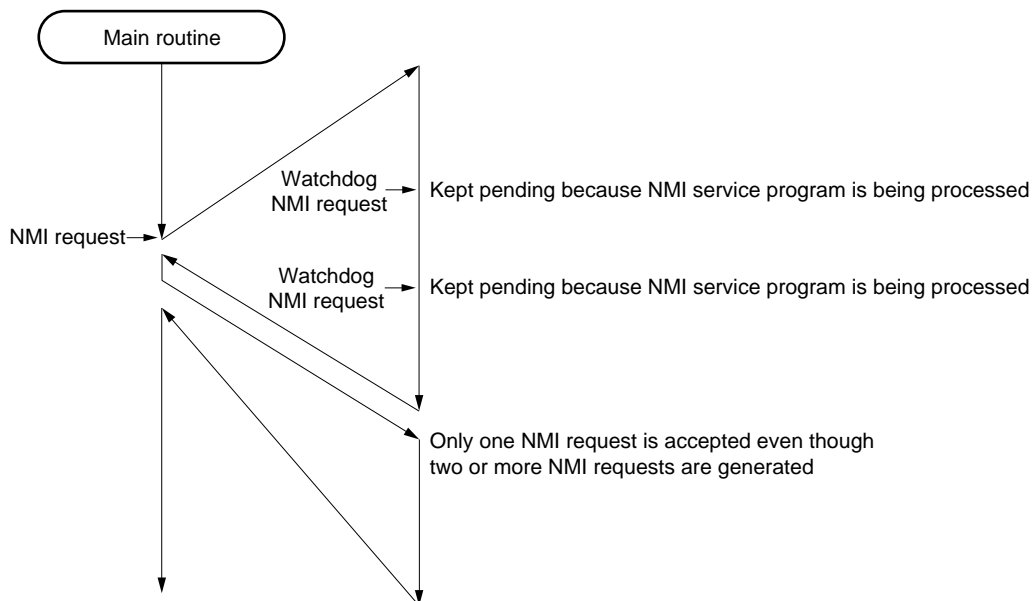 Main routine
Watchdog
NMI request
Kept pending because NMI service program is being processed
NMI request
Watchdog
NMI request
Kept pending because NMI service program is being processed
Only one NMI request is accepted even though
two or more NMI requests are generated